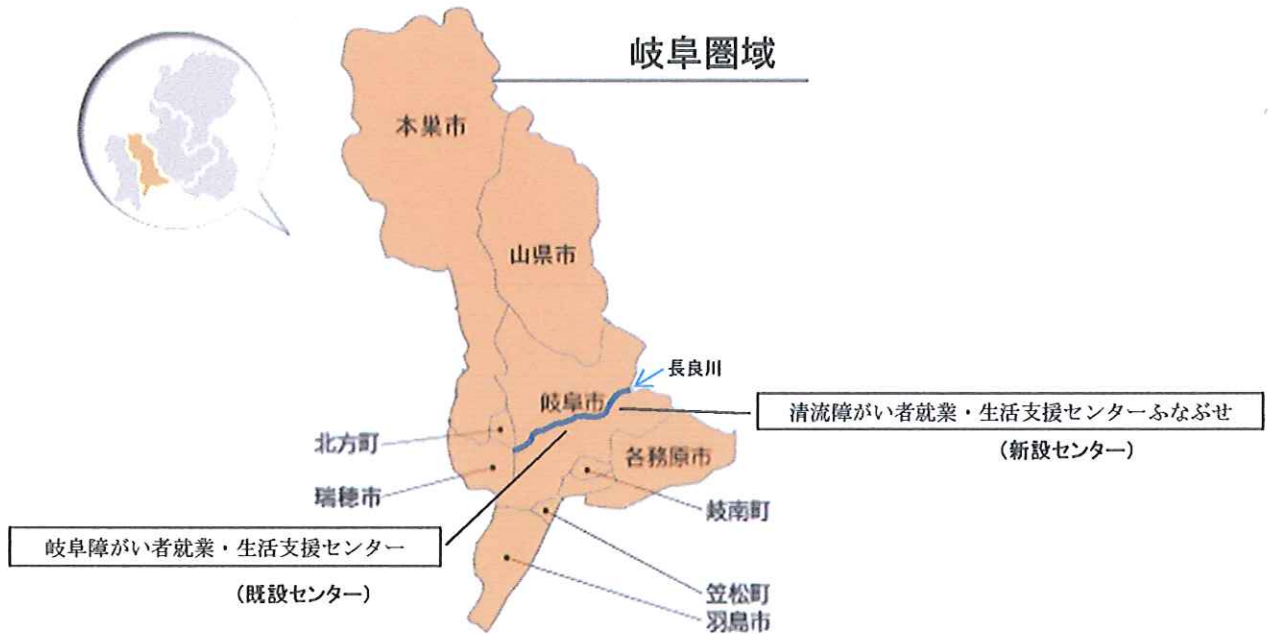 岐阜圏域
本巣市
山県市
長良川
岐阜市
清流障がい者就業・生活支援センターふなぶせ
(新設センター)
北方町
各務原市
瑞穂市
岐南町
岐阜障がい者就業・生活支援センター
(既設センター)
笠松町
羽島市